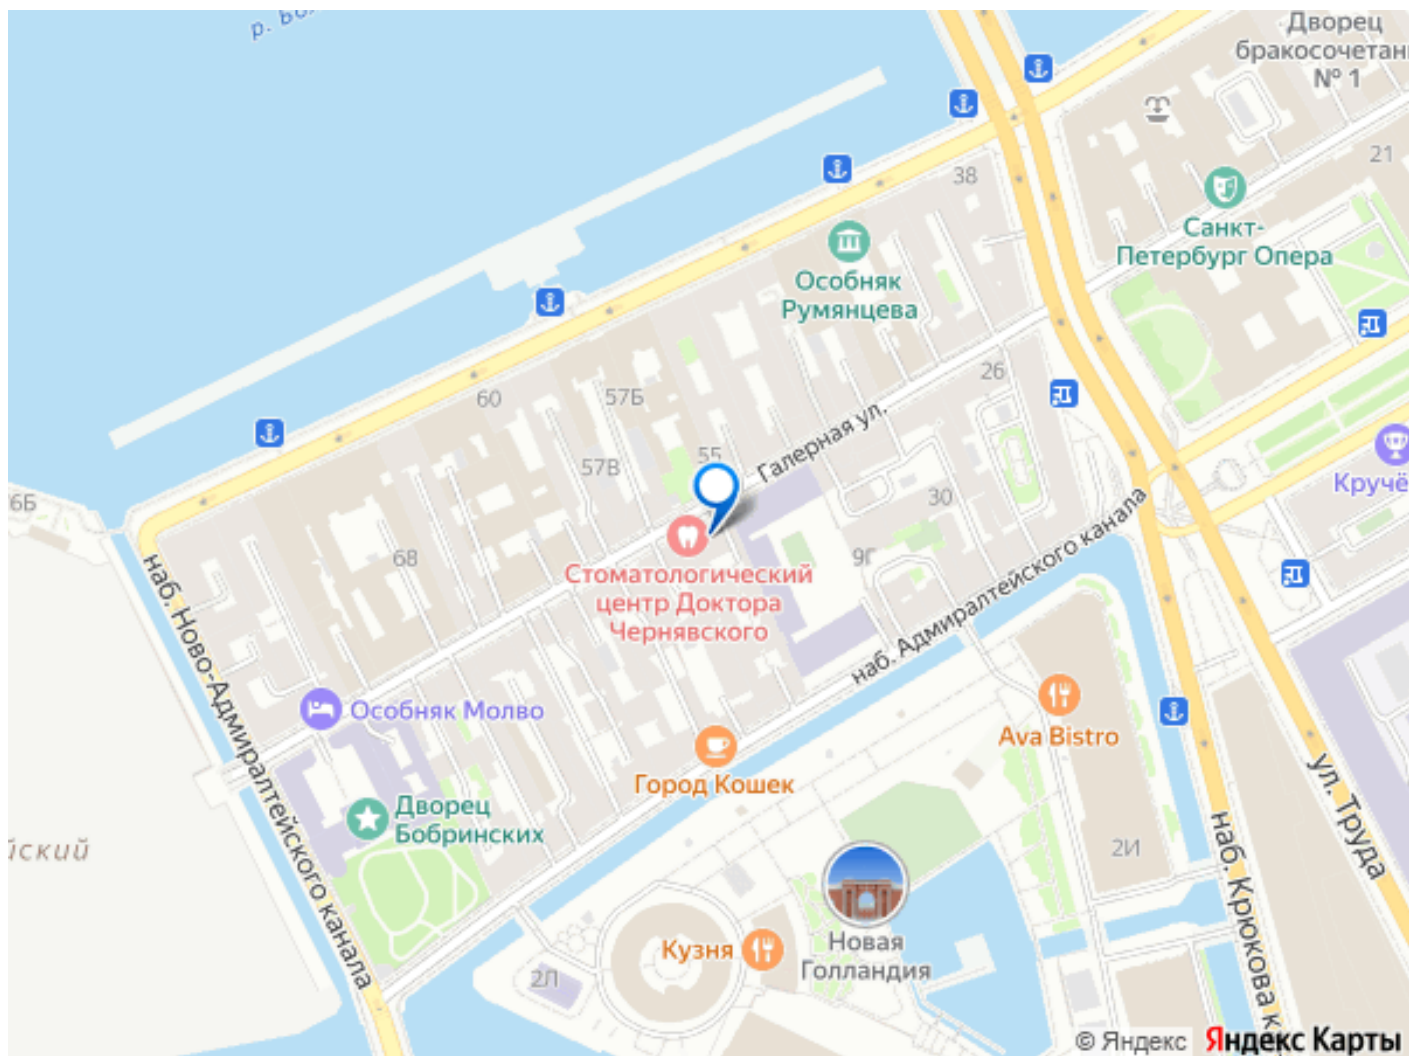 р. Бо
Дворец
бракосочетан
№ 1
21
38
Санкт-
Петербург Опера
Особняк
Румянцева
26
60
57Б
Галерная ул.
55
57В
Кручё
30
6Б
наб. Адмиралтейского канала
68
9Г
Стоматологический
центр Доктора
Чернявского
наб. Ново-Адмиралтейского канала
Особняк Молво
Ava Bistro
Город Кошек
ул. Труда
Дворец
Бобринских
йский
2И
наб. Крюкова к
Кузня
Новая
Голландия
2Л
© Яндекс Яндекс Карты